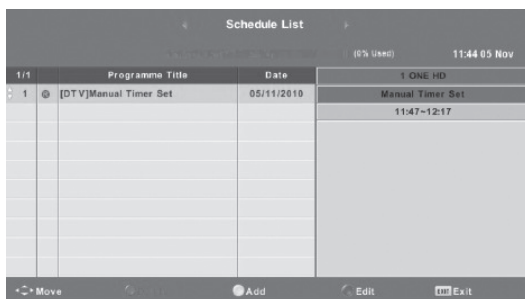 Schedule List
(0% Used) 11:44 05 Nov
1/1 Programme Title Date 1 ONE HD
1 [DTV]Manual Timer Set 05/11/2010 Manual Timer Set
11:47~12:17
Move Add Edit EXIT Exit